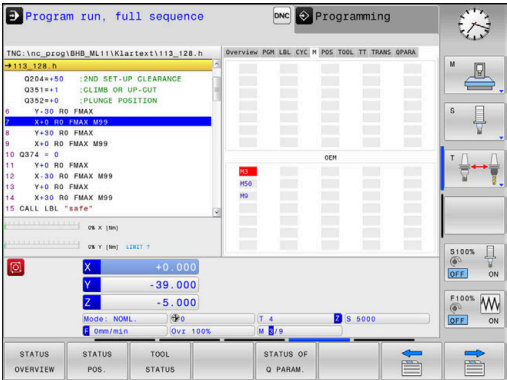 Program run, full sequence
DNC
Programming
TNC:\nc_prog\BHB_ML11\Klartext\113_128.h
→113_128.h
Q204=+50 ;2ND SET-UP CLEARANCE
Q351=+1 ;CLIMB OR UP-CUT
Q352=+0 ;PLUNGE POSITION
6 Y-30 R0 FMAX
7 X+0 R0 FMAX M99
8 Y+30 R0 FMAX
9 X+0 R0 FMAX M99
10 Q374 = 0
11 Y+0 R0 FMAX
12 X-30 R0 FMAX M99
13 Y+0 R0 FMAX
14 X+30 R0 FMAX M99
15 CALL LBL "safe"
0% X [Nm]
0% Y [Nm] LIMIT 1
Overview PGM LBL CYC M POS TOOL TT TRANS QPARA
OEM
M3
M50
M9
X +0.000
Y -39.000
Z -5.000
Mode: NOML. 0 T 4 Z S 5000
F 0mm/min Ovr 100% M 3/9
M
S
T
S100%
OFF ON
F100%
OFF ON
STATUS OVERVIEW
STATUS POS.
TOOL STATUS
STATUS OF Q PARAM.